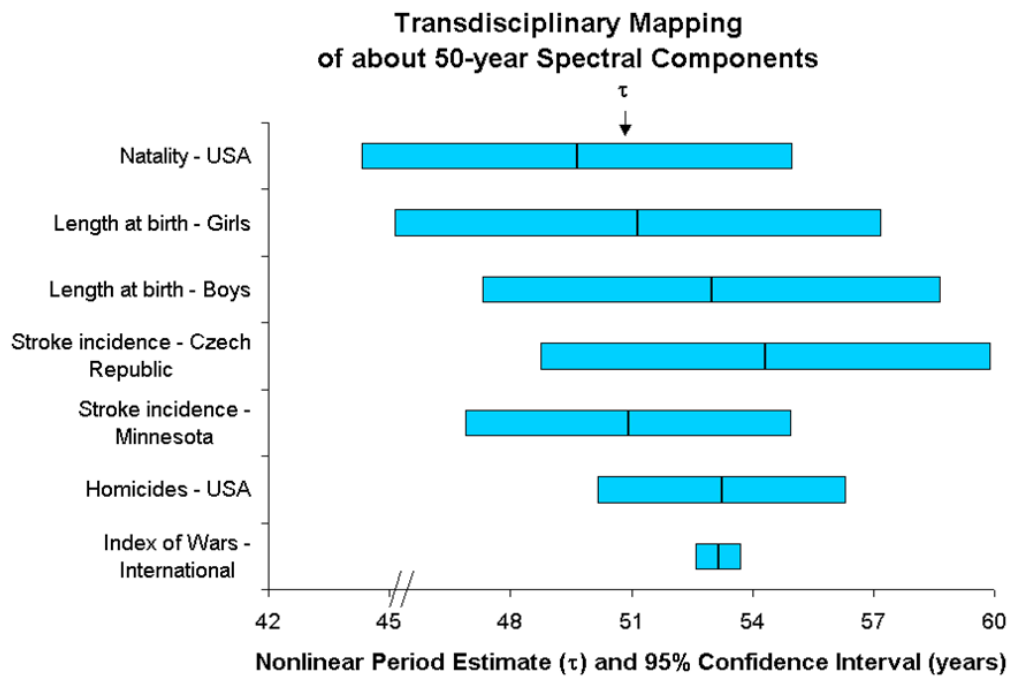 Transdisciplinary Mapping
of about 50-year Spectral Components
τ
Natality - USA
Length at birth - Girls
Length at birth - Boys
Stroke incidence - Czech
Republic
Stroke incidence -
Minnesota
Homicides - USA
Index of Wars -
International
42 45 48 51 54 57 60
Nonlinear Period Estimate (τ) and 95% Confidence Interval (years)